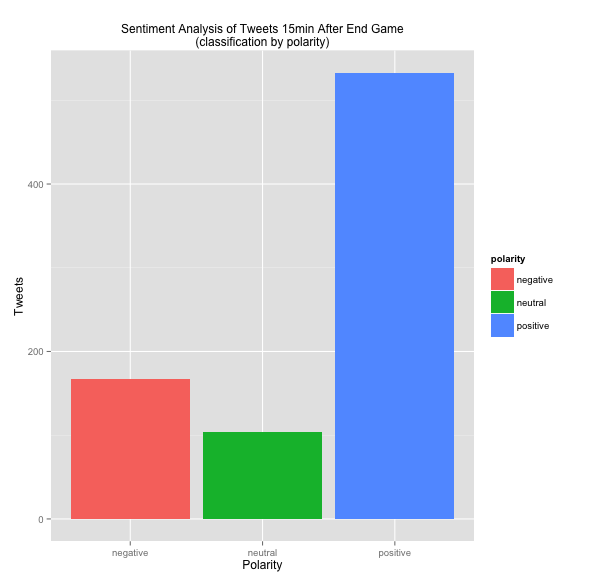 Sentiment Analysis of Tweets 15min After End Game
(classification by polarity)
Tweets
400
200
0
negative
neutral
positive
Polarity
polarity
negative
neutral
positive